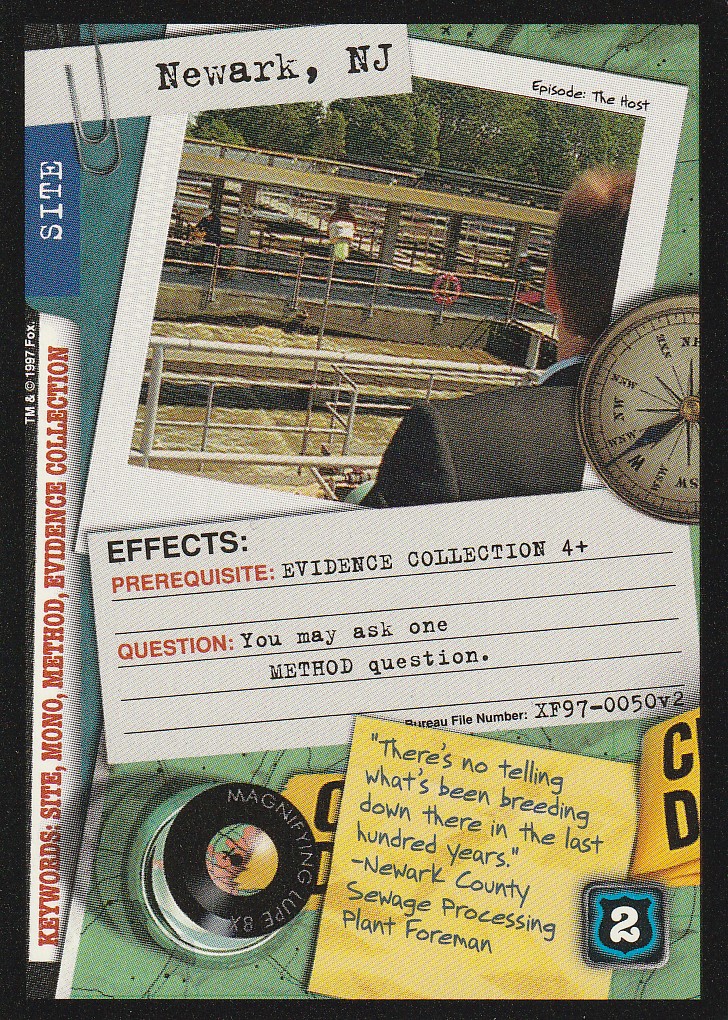 Newark, NJ
Episode: The Host
SITE
TM & © 1997 Fox.
KEYWORDS: SITE, MONO, METHOD, EVIDENCE COLLECTION
EFFECTS:
PREREQUISITE: EVIDENCE COLLECTION 4+
QUESTION: You may ask one
METHOD question.
Bureau File Number: XF97-0050v2
"There's no telling
what's been breeding
down there in the last
hundred years."
-Newark County
Sewage Processing
Plant Foreman
MAGNIFYING LUPE 8X
2